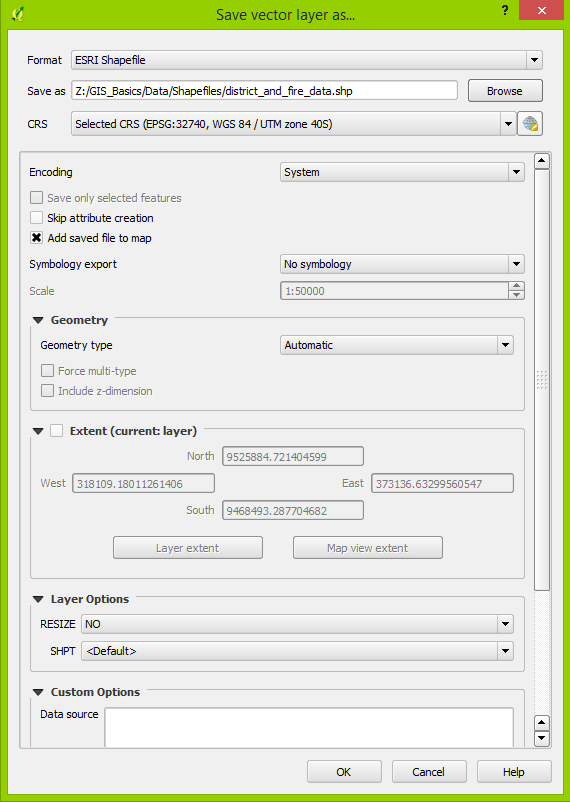 Save vector layer as...
?
Format ESRI Shapefile
Save as Z:/GIS_Basics/Data/Shapefiles/district_and_fire_data.shp Browse
CRS Selected CRS (EPSG:32740, WGS 84 / UTM zone 40S)
Encoding System
Save only selected features
Skip attribute creation
Add saved file to map
Symbology export No symbology
Scale 1:50000
Geometry
Geometry type Automatic
Force multi-type
Include z-dimension
Extent (current: layer)
North 9525884.721404599
West 318109.18011261406 East 373136.63299560547
South 9468493.287704682
Layer extent Map view extent
Layer Options
RESIZE NO
SHPT <Default>
Custom Options
Data source
OK Cancel Help